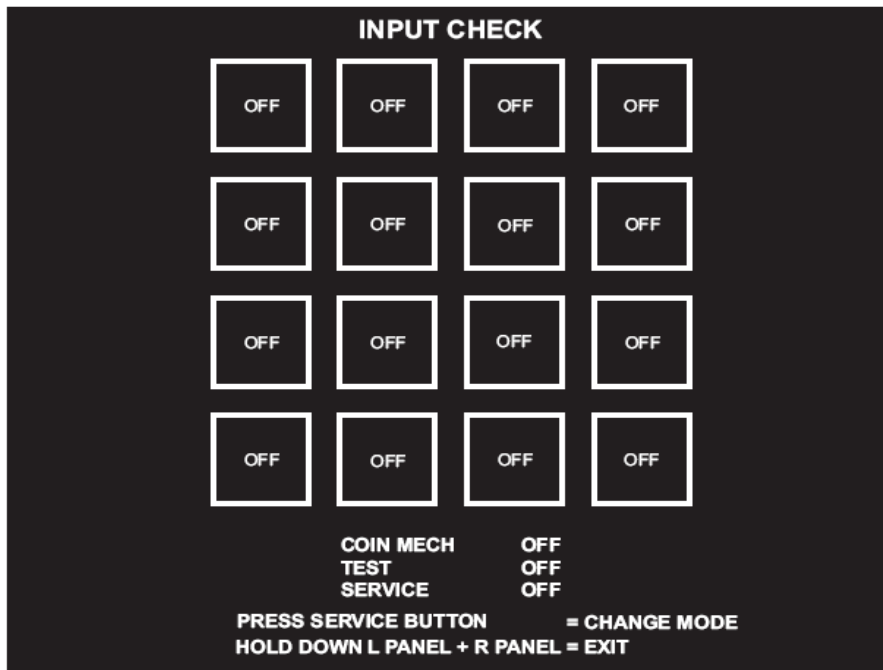 INPUT CHECK
OFF OFF OFF OFF
OFF OFF OFF OFF
OFF OFF OFF OFF
OFF OFF OFF OFF
COIN MECH OFF
TEST OFF
SERVICE OFF
PRESS SERVICE BUTTON = CHANGE MODE
HOLD DOWN L PANEL + R PANEL = EXIT